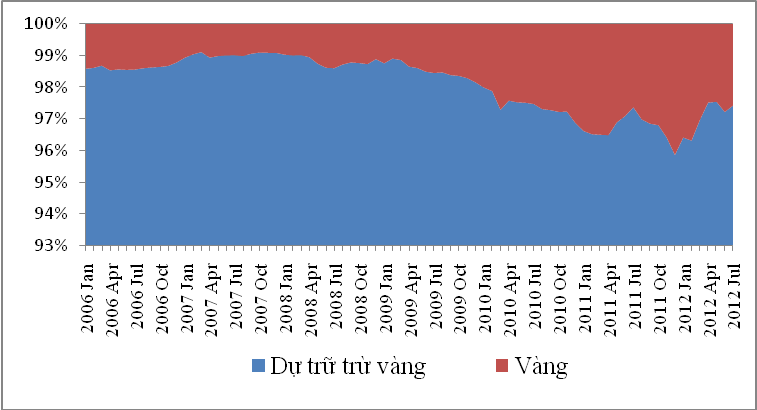 100%
99%
98%
97%
96%
95%
94%
93%
2006 Jan
2006 Apr
2006 Jul
2006 Oct
2007 Jan
2007 Apr
2007 Jul
2007 Oct
2008 Jan
2008 Apr
2008 Jul
2008 Oct
2009 Jan
2009 Apr
2009 Jul
2009 Oct
2010 Jan
2010 Apr
2010 Jul
2010 Oct
2011 Jan
2011 Apr
2011 Jul
2011 Oct
2012 Jan
2012 Apr
2012 Jul
Dự trữ trừ vàng
Vàng